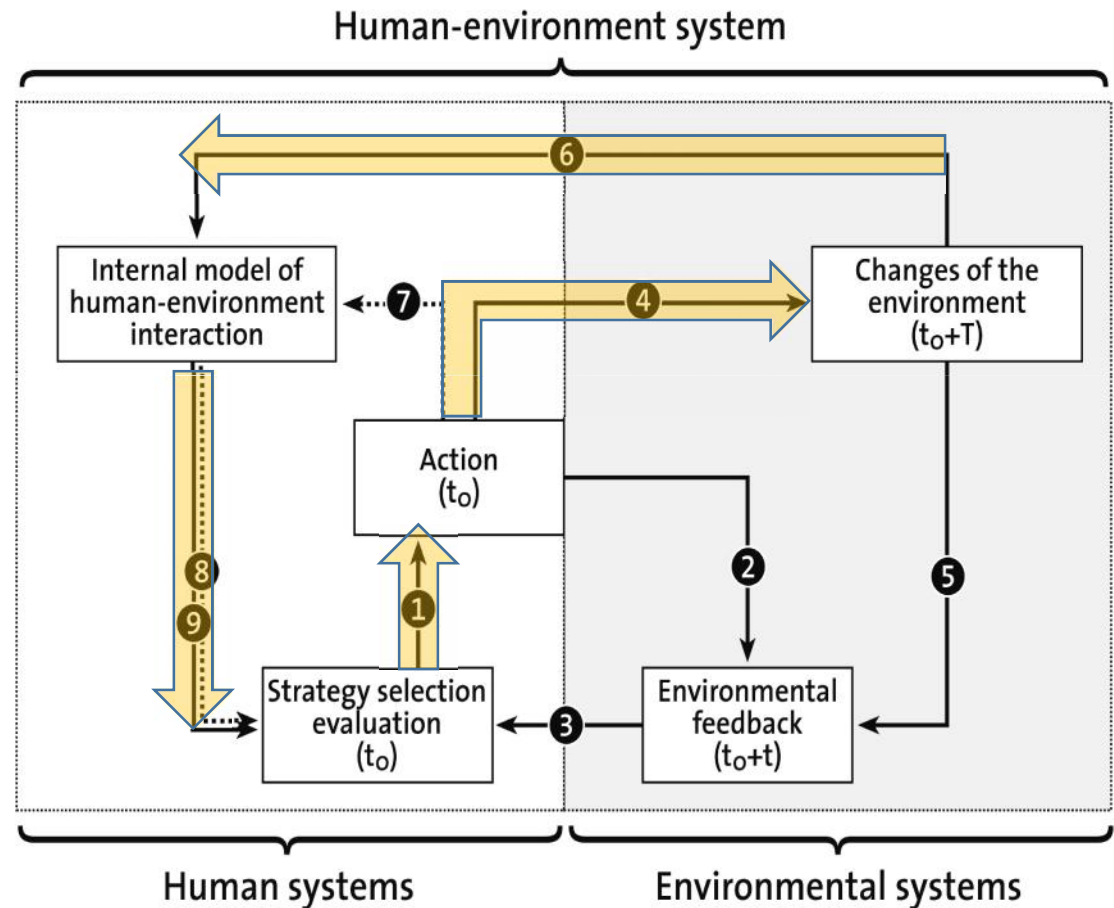 Human-environment system
6
Internal model of
human-environment
interaction
7
4
Changes of the
environment
(t₀+T)
Action
(t₀)
2
8
5
9
1
Strategy selection
evaluation
(t₀)
3
Environmental
feedback
(t₀+t)
Human systems
Environmental systems